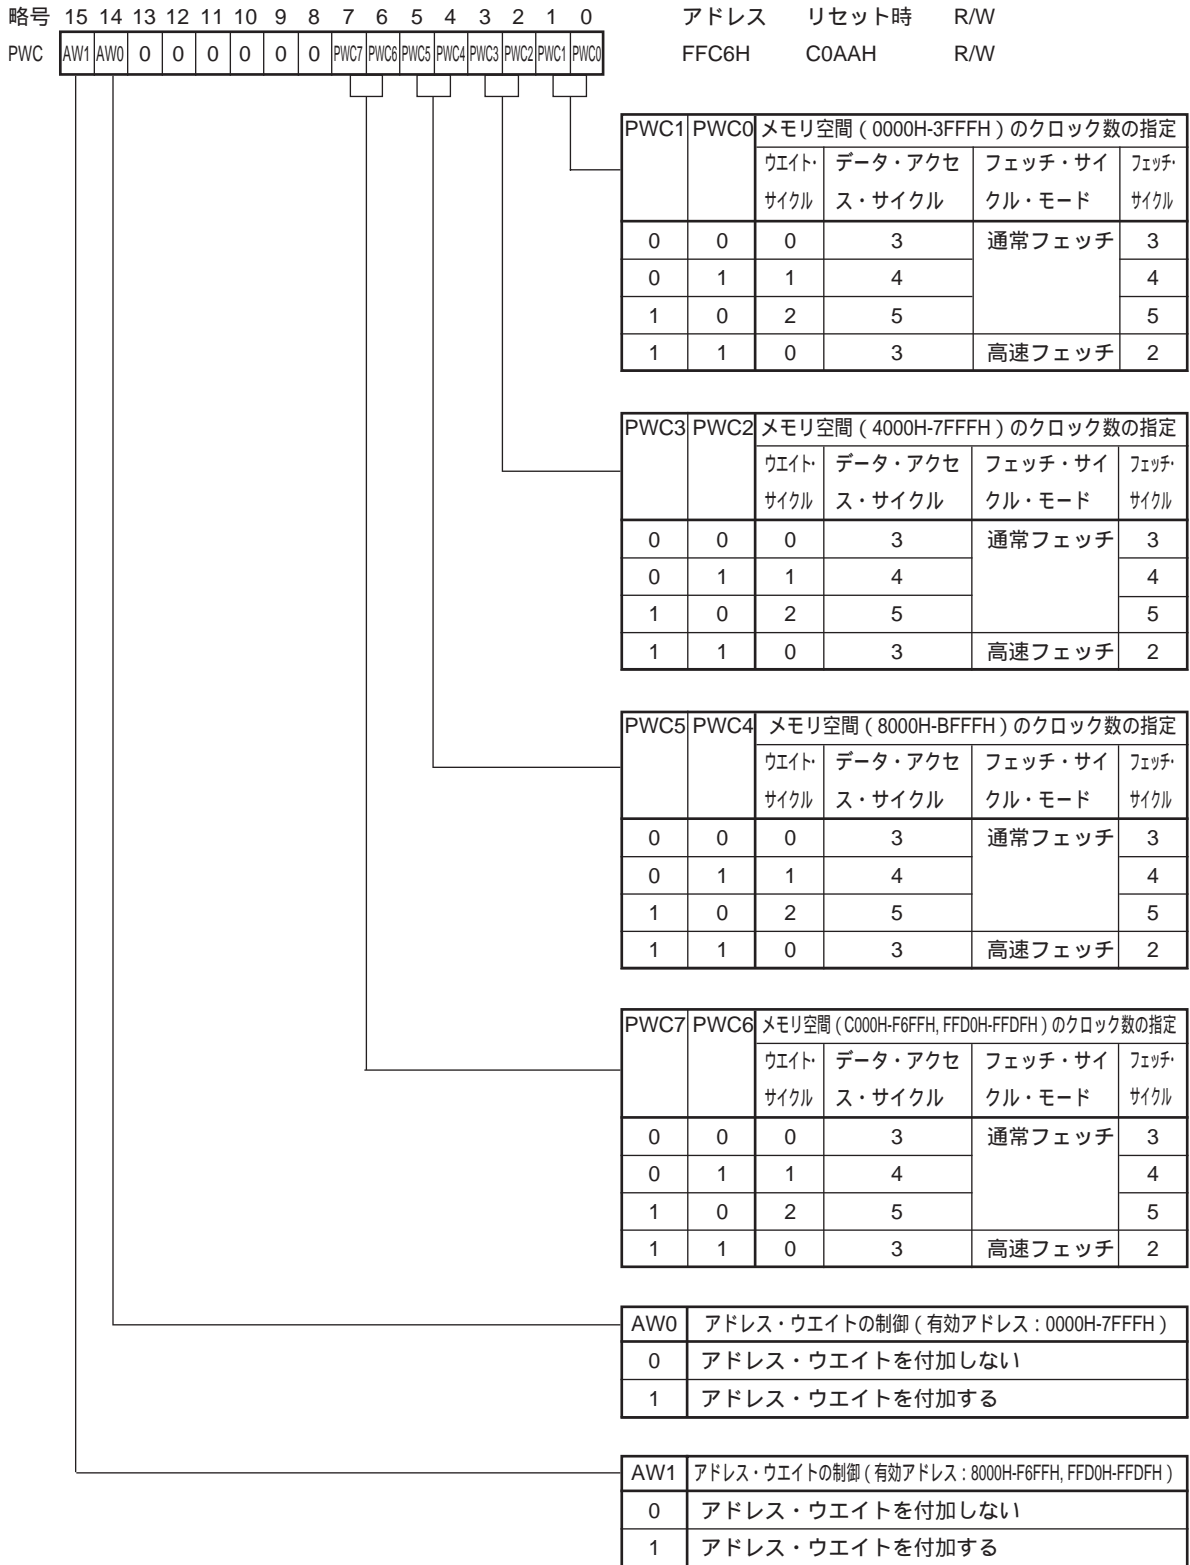 略号 15 14 13 12 11 10 9 8 7 6 5 4 3 2 1 0 アドレス リセット時 R/W
PWC AW1 AW0 0 0 0 0 0 0 PWC7 PWC6 PWC5 PWC4 PWC3 PWC2 PWC1 PWC0 FFC6H C0AAH R/W
PWC1 PWC0 メモリ空間(0000H-3FFFH)のクロック数の指定
ウエイト・ データ・アクセ フェッチ・サイ フェッチ・
サイクル ス・サイクル クル・モード サイクル
0 0 0 3 通常フェッチ 3
0 1 1 4 4
1 0 2 5 5
1 1 0 3 高速フェッチ 2
PWC3 PWC2 メモリ空間(4000H-7FFFH)のクロック数の指定
ウエイト・ データ・アクセ フェッチ・サイ フェッチ・
サイクル ス・サイクル クル・モード サイクル
0 0 0 3 通常フェッチ 3
0 1 1 4 4
1 0 2 5 5
1 1 0 3 高速フェッチ 2
PWC5 PWC4 メモリ空間(8000H-BFFFH)のクロック数の指定
ウエイト・ データ・アクセ フェッチ・サイ フェッチ・
サイクル ス・サイクル クル・モード サイクル
0 0 0 3 通常フェッチ 3
0 1 1 4 4
1 0 2 5 5
1 1 0 3 高速フェッチ 2
PWC7 PWC6 メモリ空間(C000H-F6FFH, FFD0H-FFDFH)のクロック数の指定
ウエイト・ データ・アクセ フェッチ・サイ フェッチ・
サイクル ス・サイクル クル・モード サイクル
0 0 0 3 通常フェッチ 3
0 1 1 4 4
1 0 2 5 5
1 1 0 3 高速フェッチ 2
AW0 アドレス・ウエイトの制御(有効アドレス:0000H-7FFFH)
0 アドレス・ウエイトを付加しない
1 アドレス・ウエイトを付加する
AW1 アドレス・ウエイトの制御(有効アドレス:8000H-F6FFH, FFD0H-FFDFH)
0 アドレス・ウエイトを付加しない
1 アドレス・ウエイトを付加する